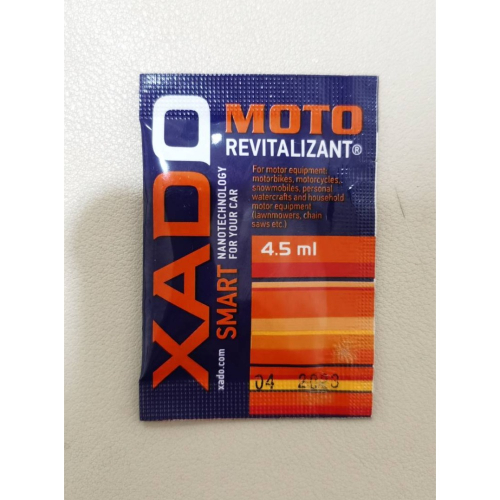 XADO
SMART
NANOTECHNOLOGY
FOR YOUR CAR
xado.com
MOTO
REVITALIZANT®
For motor equipment:
motorbikes, motorcycles,
snowmobiles, personal
watercrafts and household
motor equipment
(lawnmowers, chain
saws etc.)
4.5 ml
04 2023